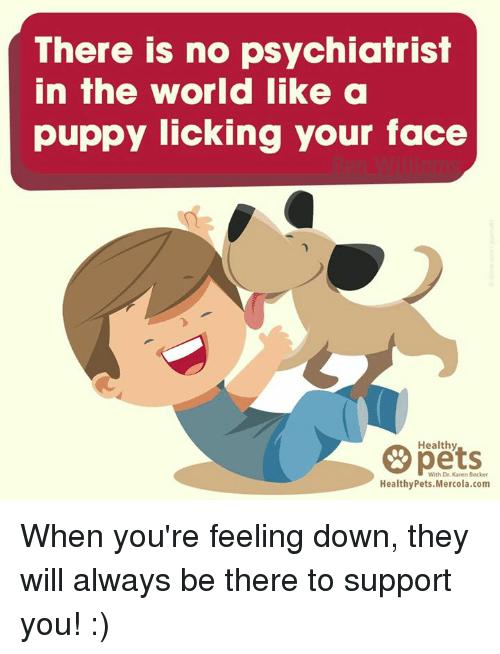 There is no psychiatrist
in the world like a
puppy licking your face
Ben Williams
Healthy
pets
With Dr. Karen Becker
HealthyPets.Mercola.com
When you're feeling down, they
will always be there to support
you! :)